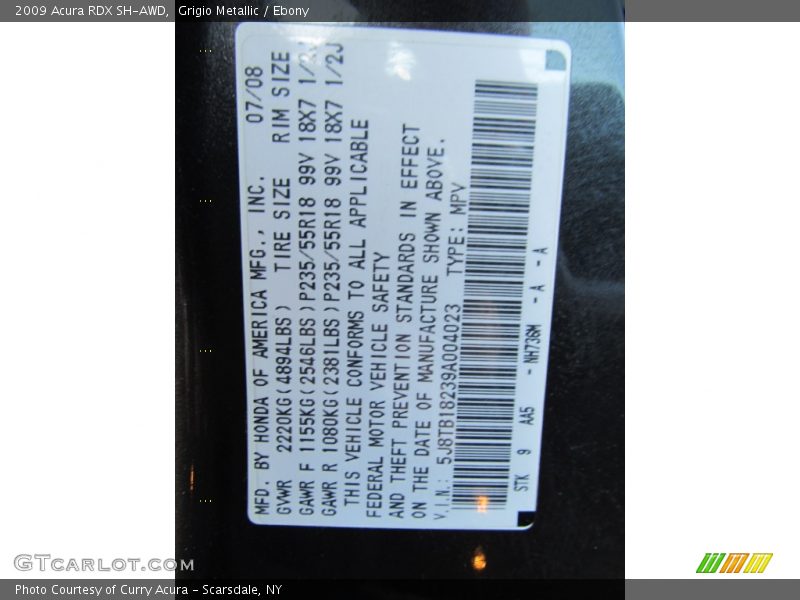 2009 Acura RDX SH-AWD, Grigio Metallic / Ebony
MFD. BY HONDA OF AMERICA MFG., INC. 07/08
GVWR 2220KG(4894LBS) TIRE SIZE RIM SIZE
GAWR F 1155KG(2546LBS)P235/55R18 99V 18X7 1/2J
GAWR R 1080KG(2381LBS)P235/55R18 99V 18X7 1/2J
THIS VEHICLE CONFORMS TO ALL APPLICABLE
FEDERAL MOTOR VEHICLE SAFETY
AND THEFT PREVENTION STANDARDS IN EFFECT
ON THE DATE OF MANUFACTURE SHOWN ABOVE.
V.I.N.: 5J8TB18239A004023 TYPE: MPV
STK 9 AA5 - NH736M - A - A
GTCARLOT.COM
Photo Courtesy of Curry Acura - Scarsdale, NY